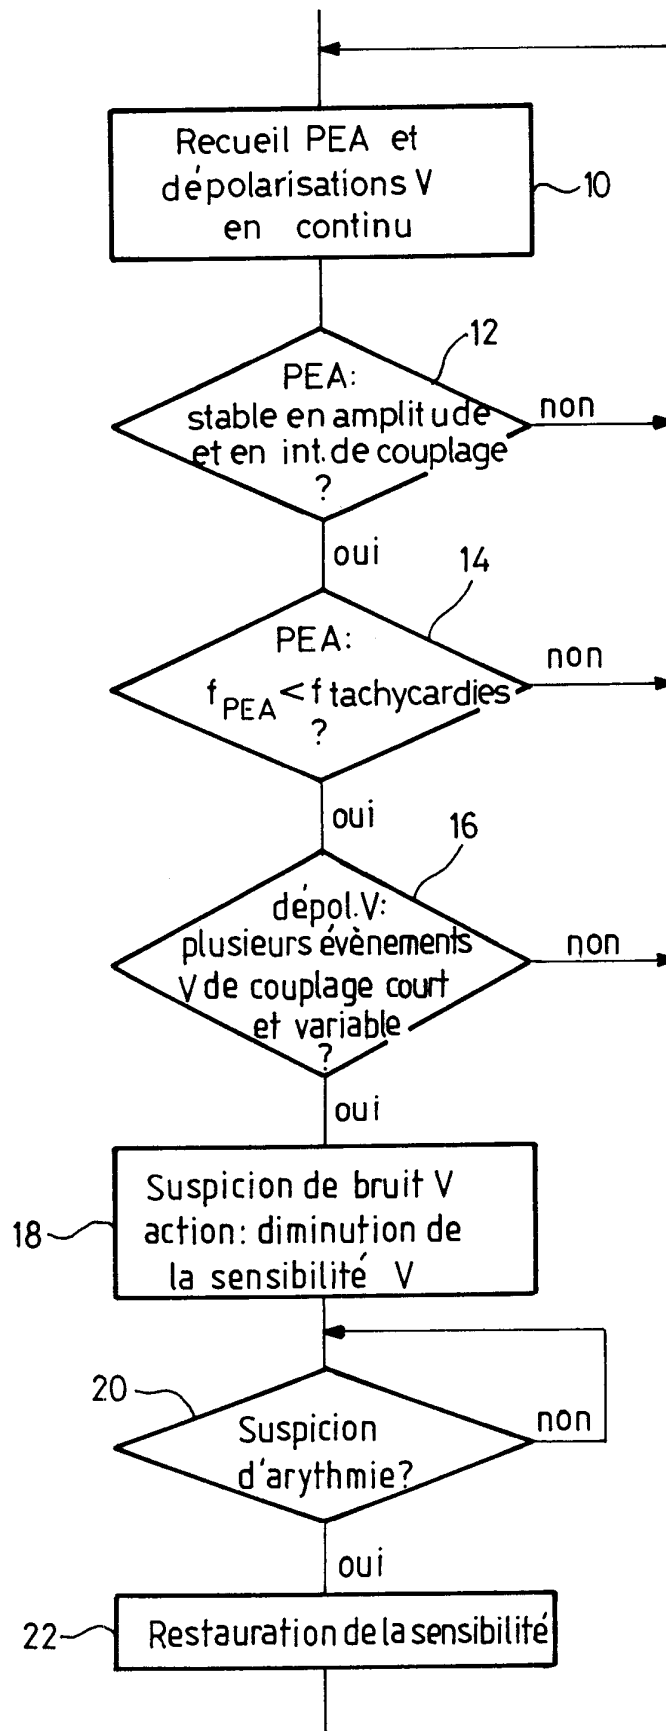 Recueil PEA et
dépolarisations V
en continu
10
12
PEA:
stable en amplitude
et en int. de couplage
?
non
oui
14
PEA:
fPEA < f tachycardies
?
non
oui
16
dépol.V:
plusieurs évènements
V de couplage court
et variable
?
non
oui
Suspicion de bruit V
action: diminution de
la sensibilité V
18
20
Suspicion
d'arythmie?
non
oui
22
Restauration de la sensibilité